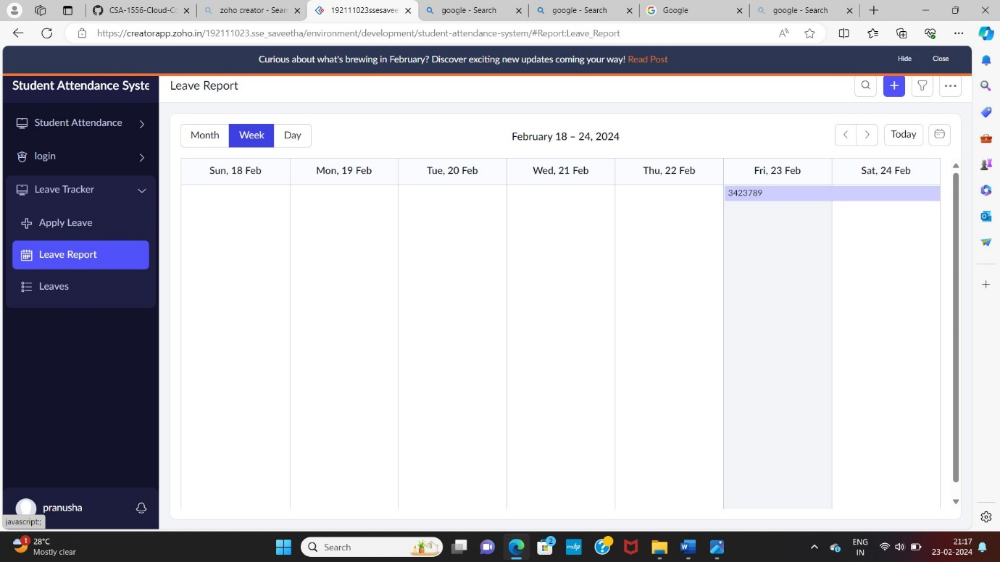 CSA-1556-Cloud-Co
zoho creator - Sear
192111023ssesavee
google - Search
google - Search
Google
google - Search
https://creatorapp.zoho.in/192111023.sse_saveetha/environment/development/student-attendance-system/#Report:Leave_Report
Curious about what's brewing in February? Discover exciting new updates coming your way! Read Post
Hide
Close
Student Attendance Syste
Leave Report
Student Attendance
login
Leave Tracker
Apply Leave
Leave Report
Leaves
Month
Week
Day
February 18 – 24, 2024
Today
Sun, 18 Feb
Mon, 19 Feb
Tue, 20 Feb
Wed, 21 Feb
Thu, 22 Feb
Fri, 23 Feb
Sat, 24 Feb
3423789
pranusha
javascript:;
1
28°C
Mostly clear
Search
2
myhp
ENG
IN
21:17
23-02-2024